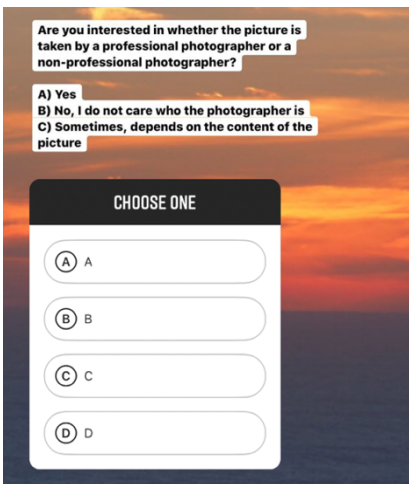 Are you interested in whether the picture is
taken by a professional photographer or a
non-professional photographer?
A) Yes
B) No, I do not care who the photographer is
C) Sometimes, depends on the content of the
picture
CHOOSE ONE
A A
B B
C C
D D